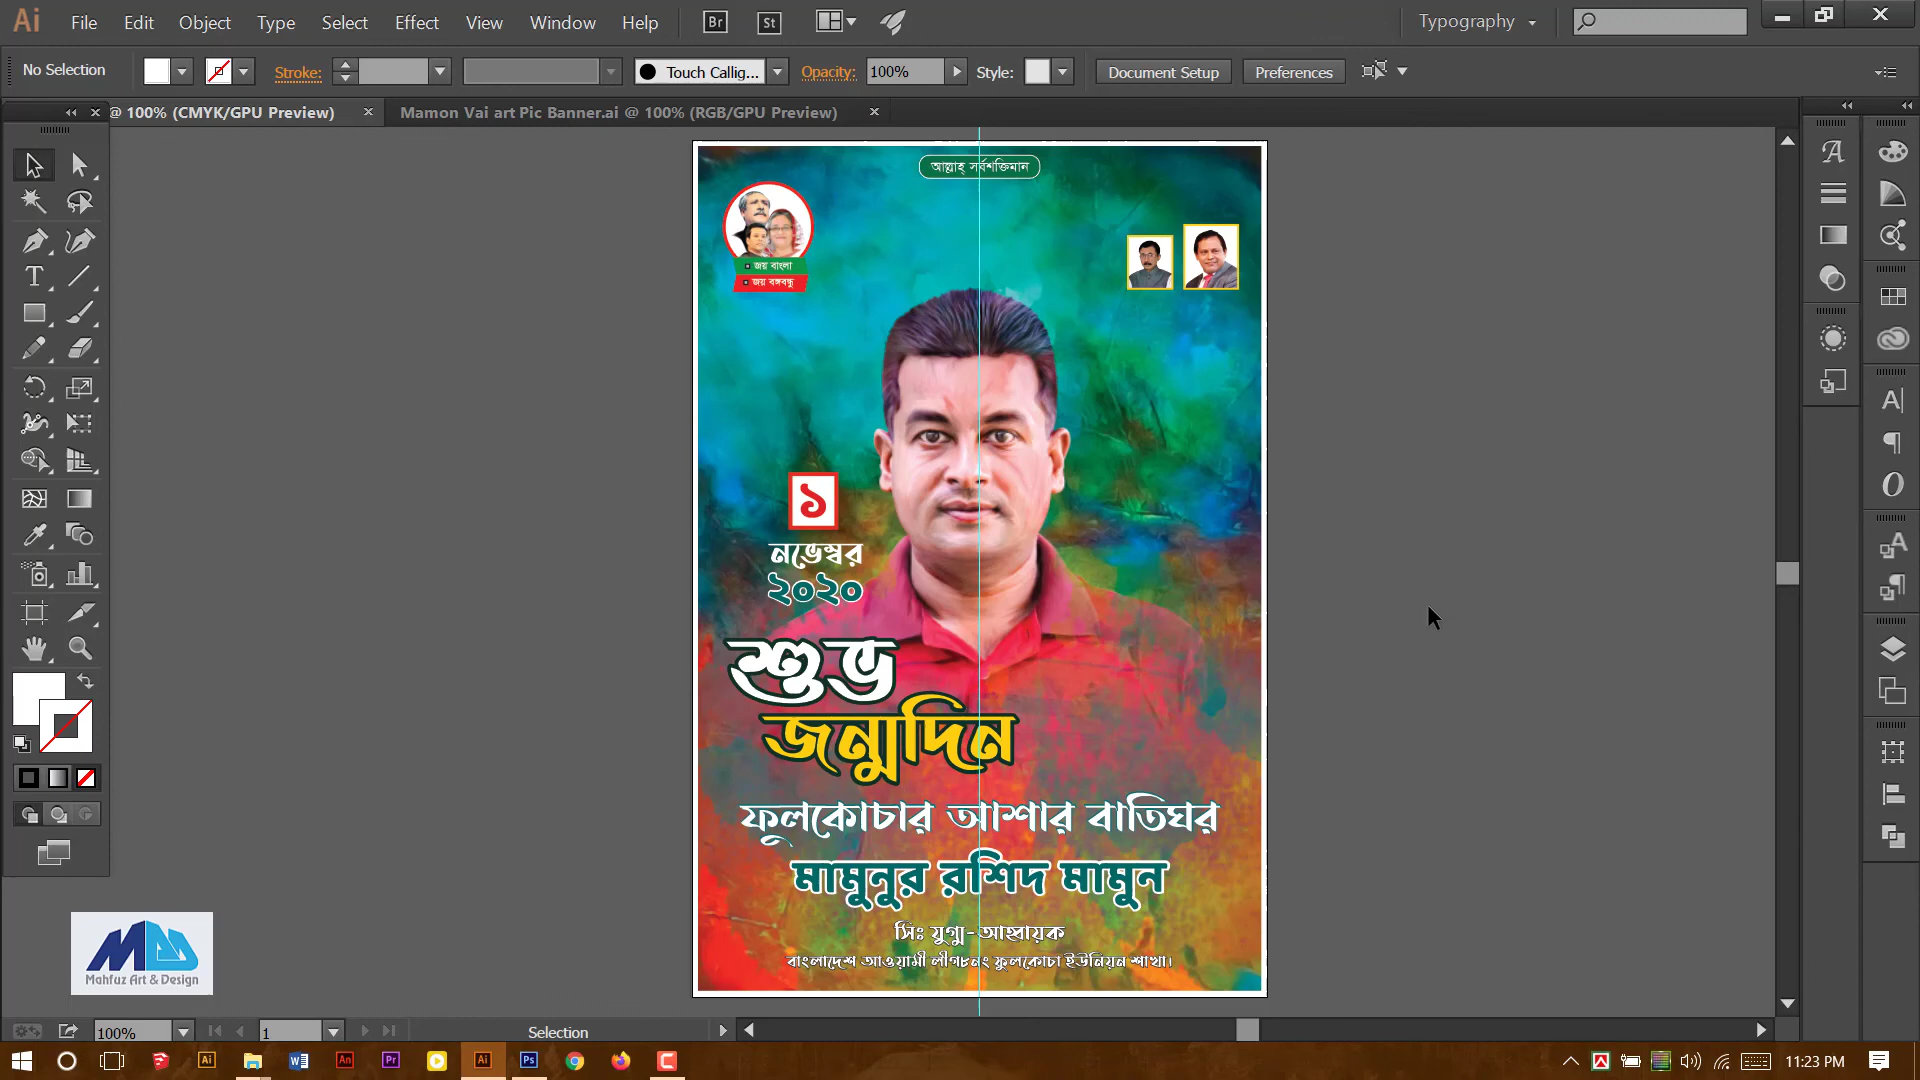 Ai File Edit Object Type Select Effect View Window Help Br St Typography
No Selection Stroke: Touch Callig... Opacity: 100% Style: Document Setup Preferences
@ 100% (CMYK/GPU Preview) × Mamon Vai art Pic Banner.ai @ 100% (RGB/GPU Preview) ×
আল্লাহ্ সর্বশক্তিমান
জয় বাংলা
জয় বঙ্গবন্ধু
১
নভেম্বর
২০২০
শুভ
জন্মদিন
ফুলকোচার আশার বাতিঘর
মামুনুর রশিদ মামুন
সিঃ যুগ্ম-আহ্বায়ক
বাংলাদেশ আওয়ামী লীগ৮নং ফুলকোচা ইউনিয়ন শাখা।
MAD
Mahfuz Art & Design
100% 1 Selection
11:23 PM